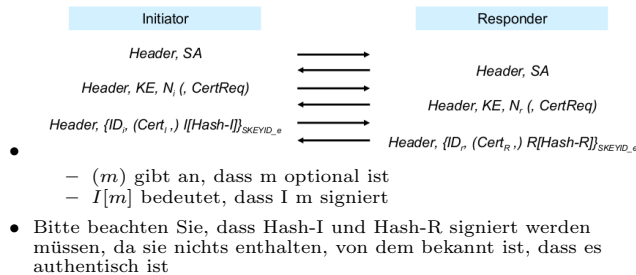 Initiator
Responder
Header, SA
Header, SA
Header, KE, Nᵢ (, CertReq)
Header, KE, Nᵣ (, CertReq)
Header, {IDᵢ, (Certᵢ ,) I[Hash-I]}SKEYID_e
Header, {IDᵣ, (Cert_R ,) R[Hash-R]}SKEYID_e
•
– (m) gibt an, dass m optional ist
– I[m] bedeutet, dass I m signiert
• Bitte beachten Sie, dass Hash-I und Hash-R signiert werden
müssen, da sie nichts enthalten, von dem bekannt ist, dass es
authentisch ist